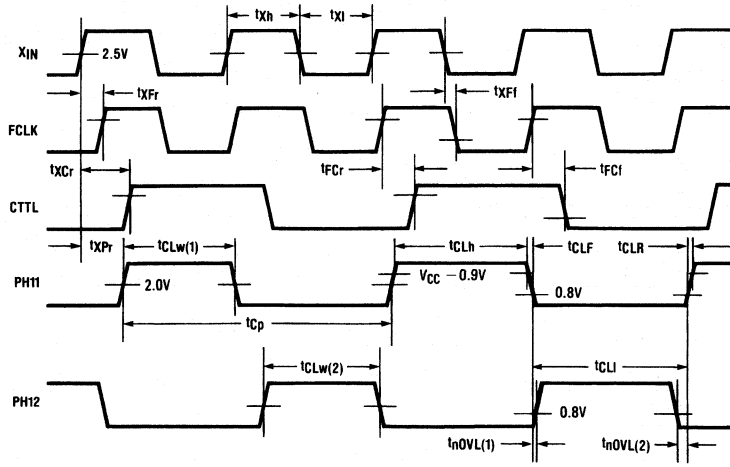 tXh
tXl
XIN
2.5V
tXFr
tXFf
FCLK
tXCr
tFCr
tFCf
CTTL
tXPr
tCLw(1)
tCLh
tCLF
tCLR
PH11
2.0V
VCC – 0.9V
0.8V
tCp
tCLw(2)
tCLl
PH12
0.8V
tnOVL(1)
tnOVL(2)